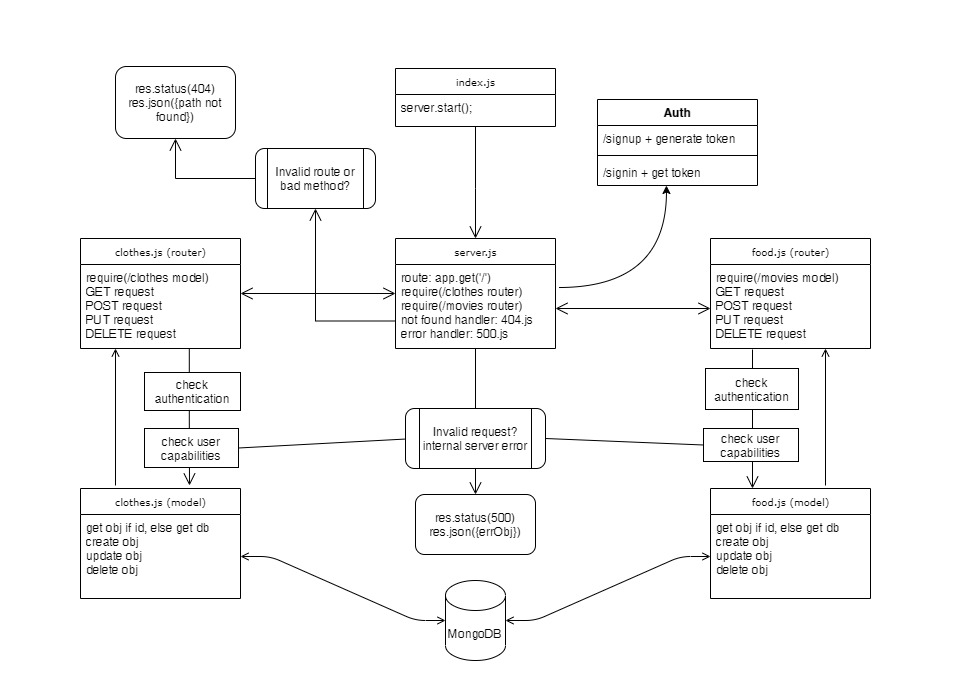 res.status(404)
res.json({path not
found})
index.js
server.start();
Auth
/signup + generate token
/signin + get token
Invalid route or
bad method?
clothes.js (router)
require(/clothes model)
GET request
POST request
PUT request
DELETE request
server.js
route: app.get('/')
require(/clothes router)
require(/movies router)
not found handler: 404.js
error handler: 500.js
food.js (router)
require(/movies model)
GET request
POST request
PUT request
DELETE request
check
authentication
check user
capabilities
Invalid request?
internal server error
check
authentication
check user
capabilities
clothes.js (model)
get obj if id, else get db
create obj
update obj
delete obj
res.status(500)
res.json({errObj})
food.js (model)
get obj if id, else get db
create obj
update obj
delete obj
MongoDB